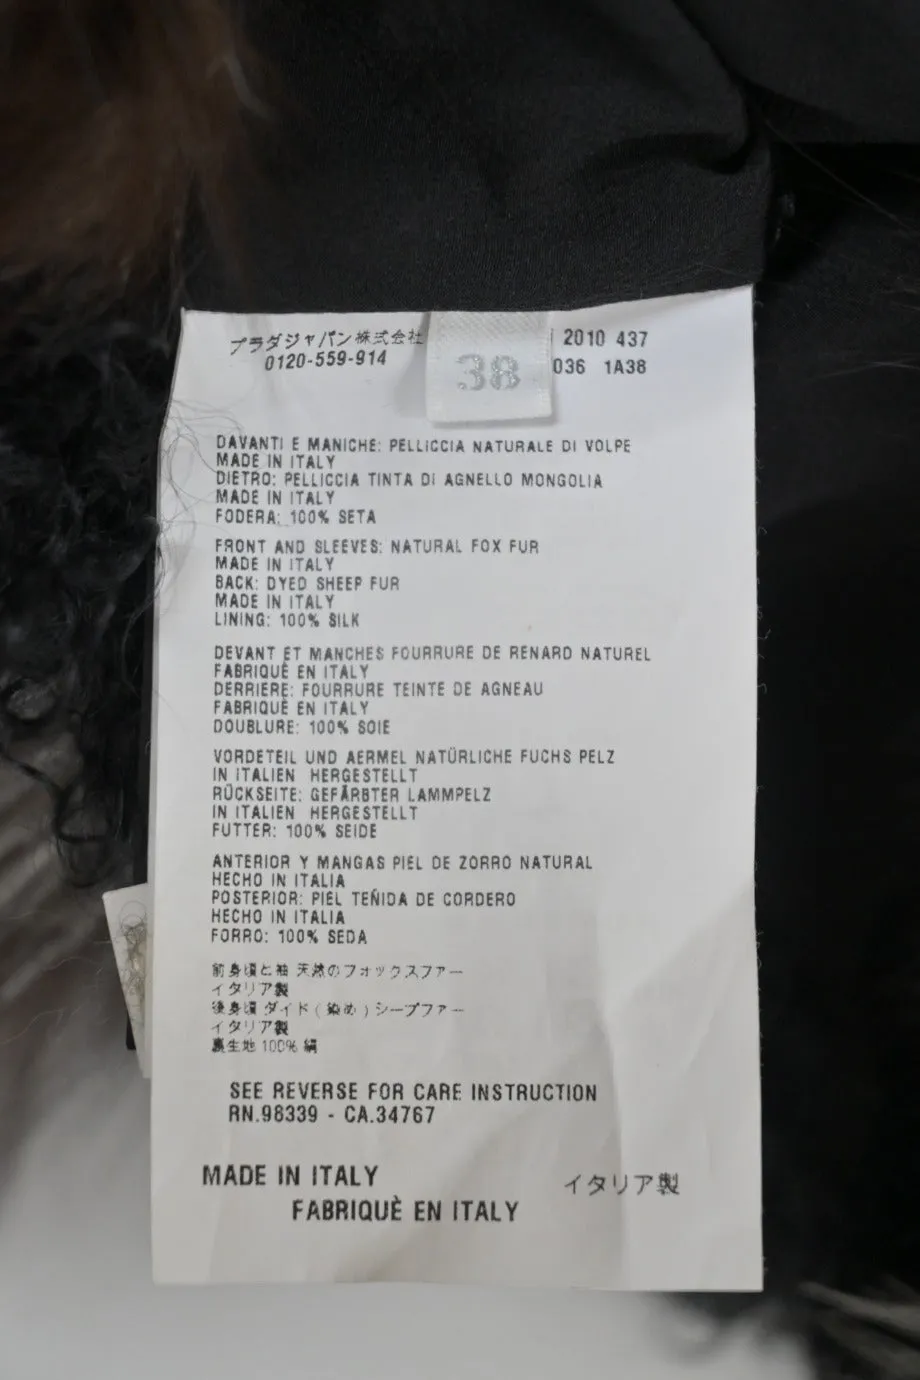 プラダジャパン株式会社
0120-559-914
38
2010 437
036 1A38
DAVANTI E MANICHE: PELLICCIA NATURALE DI VOLPE
MADE IN ITALY
DIETRO: PELLICCIA TINTA DI AGNELLO MONGOLIA
MADE IN ITALY
FODERA: 100% SETA
FRONT AND SLEEVES: NATURAL FOX FUR
MADE IN ITALY
BACK: DYED SHEEP FUR
MADE IN ITALY
LINING: 100% SILK
DEVANT ET MANCHES FOURRURE DE RENARD NATUREL
FABRIQUÈ EN ITALY
DERRIERE: FOURRURE TEINTE DE AGNEAU
FABRIQUÈ EN ITALY
DOUBLURE: 100% SOIE
VORDETEIL UND AERMEL NATÜRLICHE FUCHS PELZ
IN ITALIEN HERGESTELLT
RÜCKSEITE: GEFÄRBTER LAMMPELZ
IN ITALIEN HERGESTELLT
FUTTER: 100% SEIDE
ANTERIOR Y MANGAS PIEL DE ZORRO NATURAL
HECHO IN ITALIA
POSTERIOR: PIEL TEÑIDA DE CORDERO
HECHO IN ITALIA
FORRO: 100% SEDA
前身頃と袖 天然のフォックスファー
イタリア製
後身頃 ダイド(染め)シープファー
イタリア製
裏生地 100% 絹
SEE REVERSE FOR CARE INSTRUCTION
RN.98339 - CA.34767
MADE IN ITALY
イタリア製
FABRIQUÈ EN ITALY